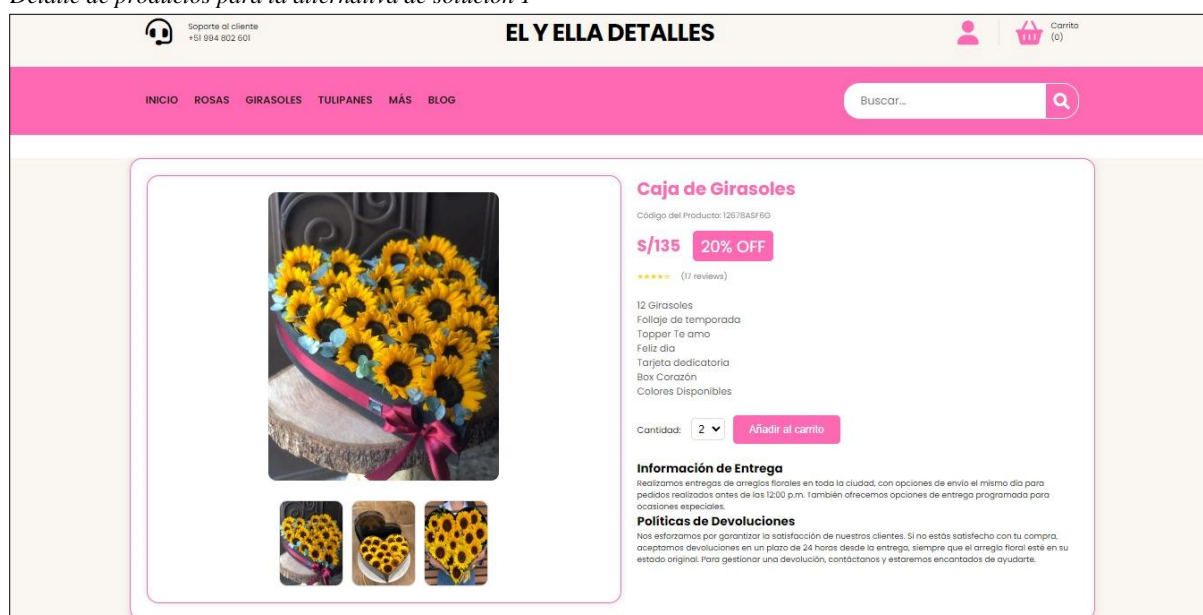 Detalle de productos para la alternativa de solución 1
Soporte al cliente
+51 994 802 601
EL Y ELLA DETALLES
Carrito
(0)
INICIO ROSAS GIRASOLES TULIPANES MÁS BLOG
Buscar...
Caja de Girasoles
Código del Producto: 12678ASF6G
S/135 20% OFF
(17 reviews)
12 Girasoles
Follaje de temporada
Topper Te amo
Feliz día
Tarjeta dedicatoria
Box Corazón
Colores Disponibles
Cantidad: 2 Añadir al carrito
Información de Entrega
Realizamos entregas de arreglos florales en toda la ciudad, con opciones de envío el mismo día para
pedidos realizados antes de las 12:00 p.m. También ofrecemos opciones de entrega programada para
ocasiones especiales.
Políticas de Devoluciones
Nos esforzamos por garantizar la satisfacción de nuestros clientes. Si no estás satisfecho con tu compra,
aceptamos devoluciones en un plazo de 24 horas desde la entrega, siempre que el arreglo floral esté en su
estado original. Para gestionar una devolución, contáctanos y estaremos encantados de ayudarte.